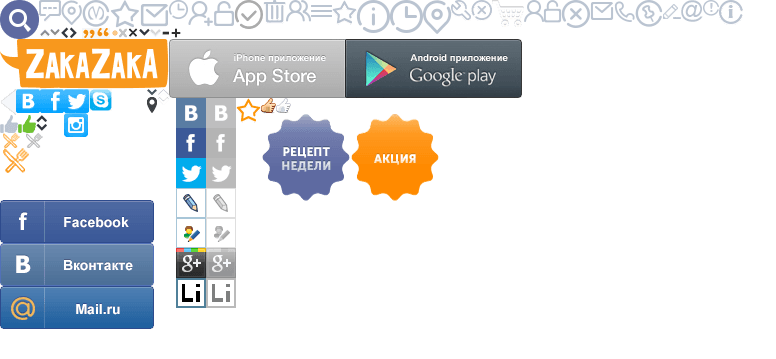 ZAKAZAKA
iPhone приложение
App Store
Android приложение
Google play
B f
B B
f f
РЕЦЕПТ
НЕДЕЛИ
АКЦИЯ
f Facebook
B Вконтакте
@ Mail.ru
g+ g+
Li Li